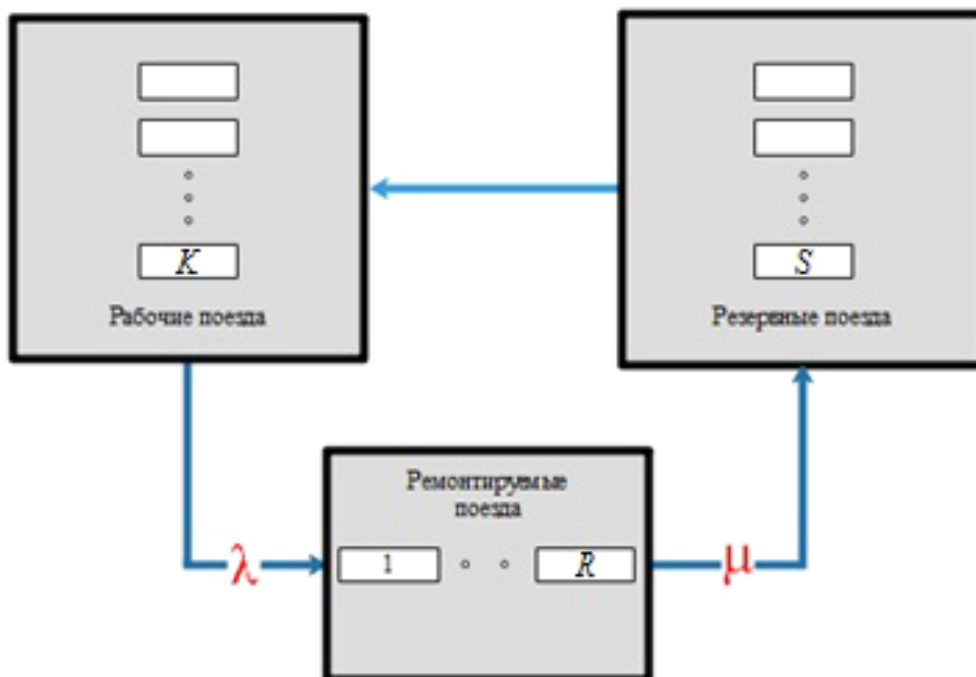 K
Рабочие поезда
S
Резервные поезда
λ
Ремонтируемые
поезда
1
R
μ